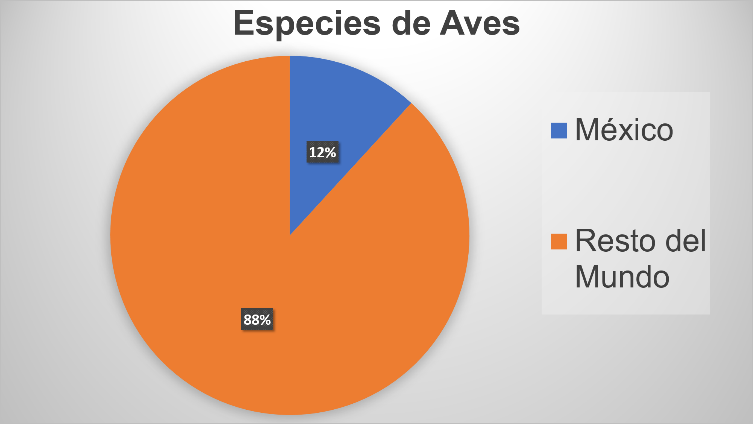 Especies de Aves
12%
88%
México
Resto del
Mundo